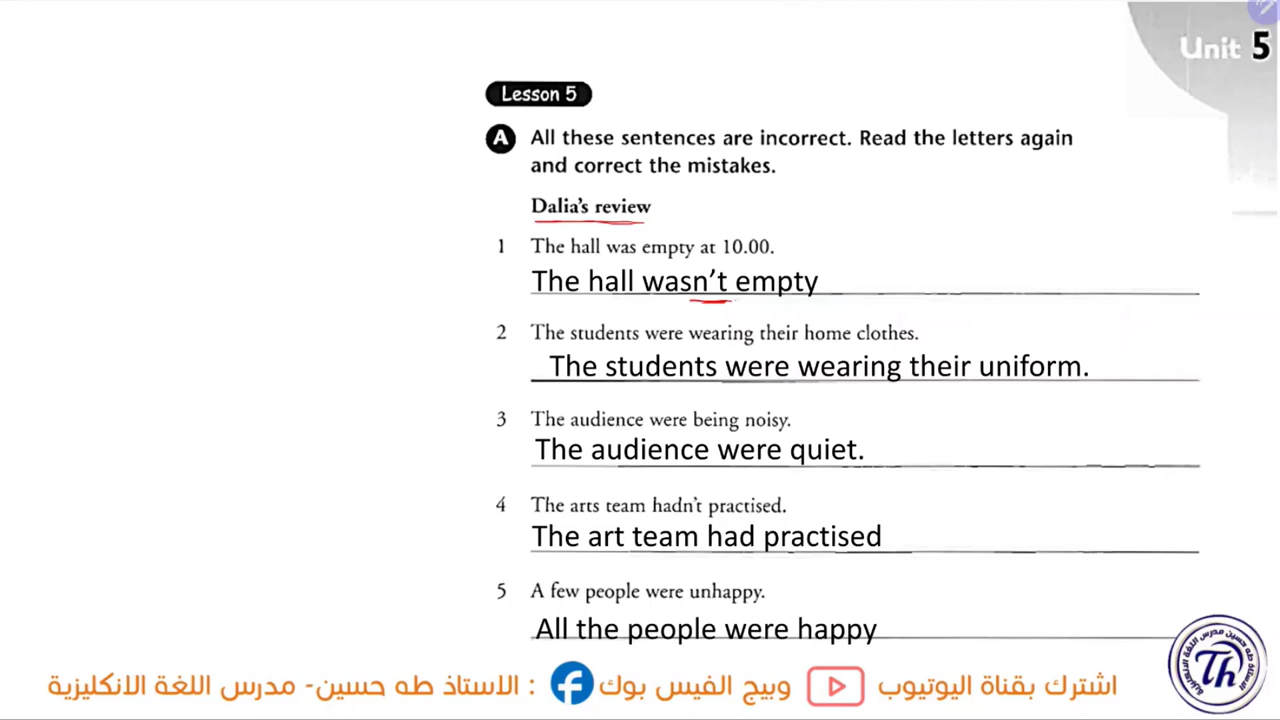 Unit 5
Lesson 5
A All these sentences are incorrect. Read the letters again
and correct the mistakes.
Dalia's review
1 The hall was empty at 10.00.
The hall wasn't empty
2 The students were wearing their home clothes.
The students were wearing their uniform.
3 The audience were being noisy.
The audience were quiet.
4 The arts team hadn't practised.
The art team had practised
5 A few people were unhappy.
All the people were happy
Th
اشترك بقناة اليوتيوب وبيج الفيس بوك : الاستاذ طه حسين- مدرس اللغة الانكليزية